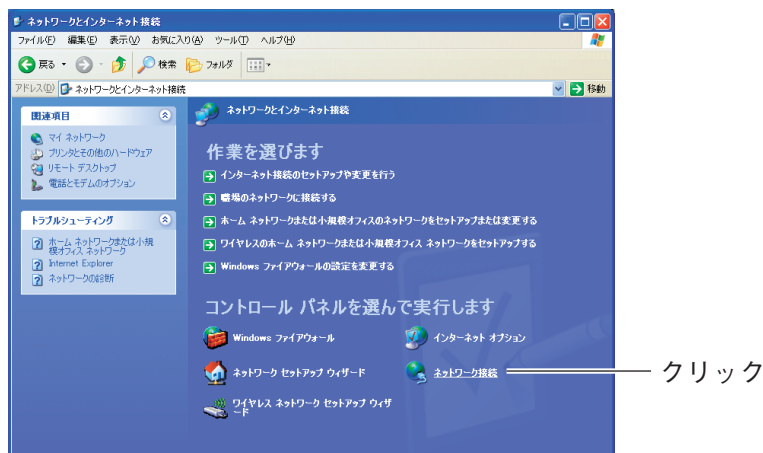 ネットワークとインターネット接続
ファイル(F) 編集(E) 表示(V) お気に入り(A) ツール(T) ヘルプ(H)
戻る 検索 フォルダ
アドレス(D) ネットワークとインターネット接続 移動
関連項目
マイ ネットワーク
プリンタとその他のハードウェア
リモート デスクトップ
電話とモデムのオプション
トラブルシューティング
ホーム ネットワークまたは小規
模オフィス ネットワーク
Internet Explorer
ネットワークの診断
ネットワークとインターネット接続
作業を選びます
インターネット接続のセットアップや変更を行う
職場のネットワークに接続する
ホーム ネットワークまたは小規模オフィスのネットワークをセットアップまたは変更する
ワイヤレスのホーム ネットワークまたは小規模オフィス ネットワークをセットアップする
Windows ファイアウォールの設定を変更する
コントロール パネルを選んで実行します
Windows ファイアウォール
インターネット オプション
ネットワーク セットアップ ウィザード
ネットワーク接続
ワイヤレス ネットワーク セットアップ ウィザ
ード
クリック